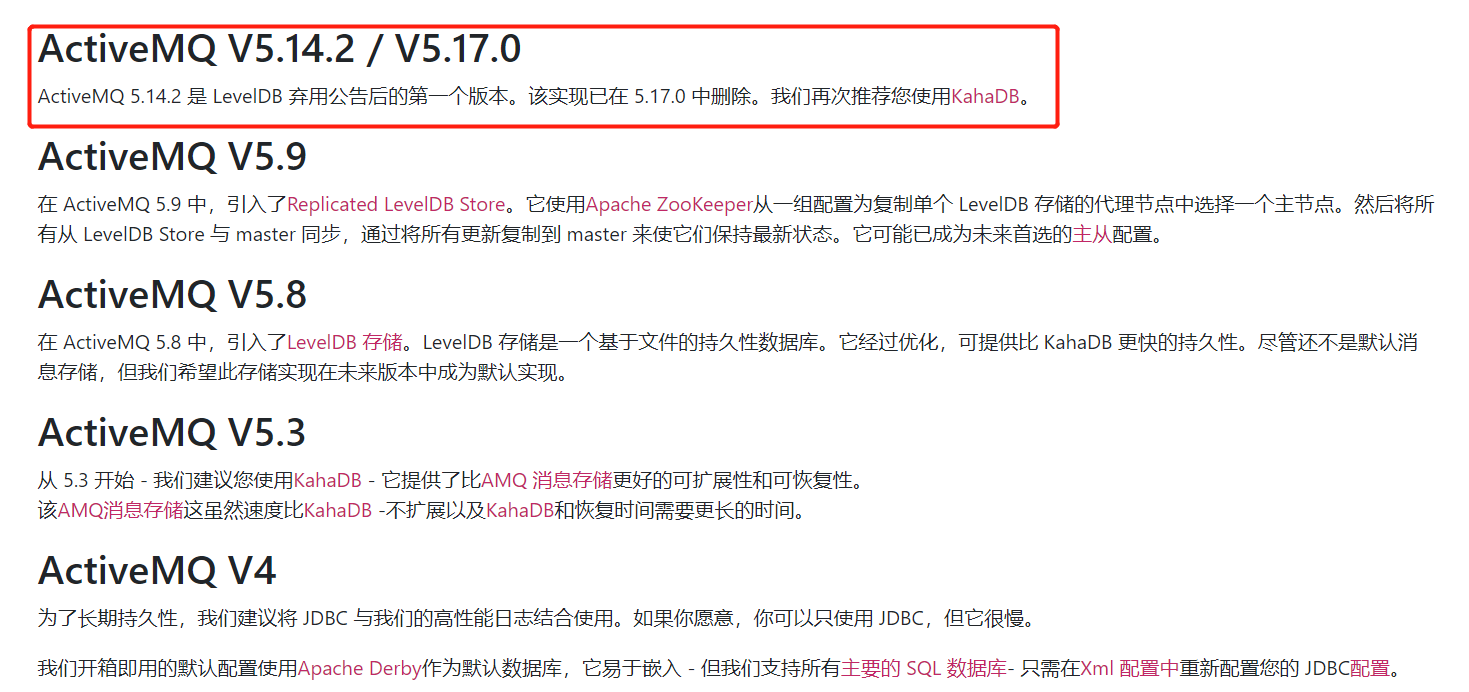 ActiveMQ V5.14.2 / V5.17.0
ActiveMQ 5.14.2 是 LevelDB 弃用公告后的第一个版本。该实现已在 5.17.0 中删除。我们再次推荐您使用KahaDB。
ActiveMQ V5.9
在 ActiveMQ 5.9 中，引入了Replicated LevelDB Store。它使用Apache ZooKeeper从一组配置为复制单个 LevelDB 存储的代理节点中选择一个主节点。然后将所
有从 LevelDB Store 与 master 同步，通过将所有更新复制到 master 来使它们保持最新状态。它可能已成为未来首选的主从配置。
ActiveMQ V5.8
在 ActiveMQ 5.8 中，引入了LevelDB 存储。LevelDB 存储是一个基于文件的持久性数据库。它经过优化，可提供比 KahaDB 更快的持久性。尽管还不是默认消
息存储，但我们希望此存储实现在未来版本中成为默认实现。
ActiveMQ V5.3
从 5.3 开始 - 我们建议您使用KahaDB - 它提供了比AMQ 消息存储更好的可扩展性和可恢复性。
该AMQ消息存储这虽然速度比KahaDB -不扩展以及KahaDB和恢复时间需要更长的时间。
ActiveMQ V4
为了长期持久性，我们建议将 JDBC 与我们的高性能日志结合使用。如果你愿意，你可以只使用 JDBC，但它很慢。
我们开箱即用的默认配置使用Apache Derby作为默认数据库，它易于嵌入 - 但我们支持所有主要的 SQL 数据库- 只需在Xml 配置中重新配置您的 JDBC配置。